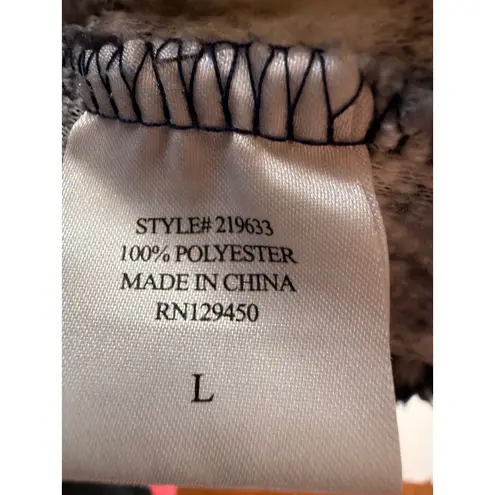 STYLE# 219633
100% POLYESTER
MADE IN CHINA
RN129450
L